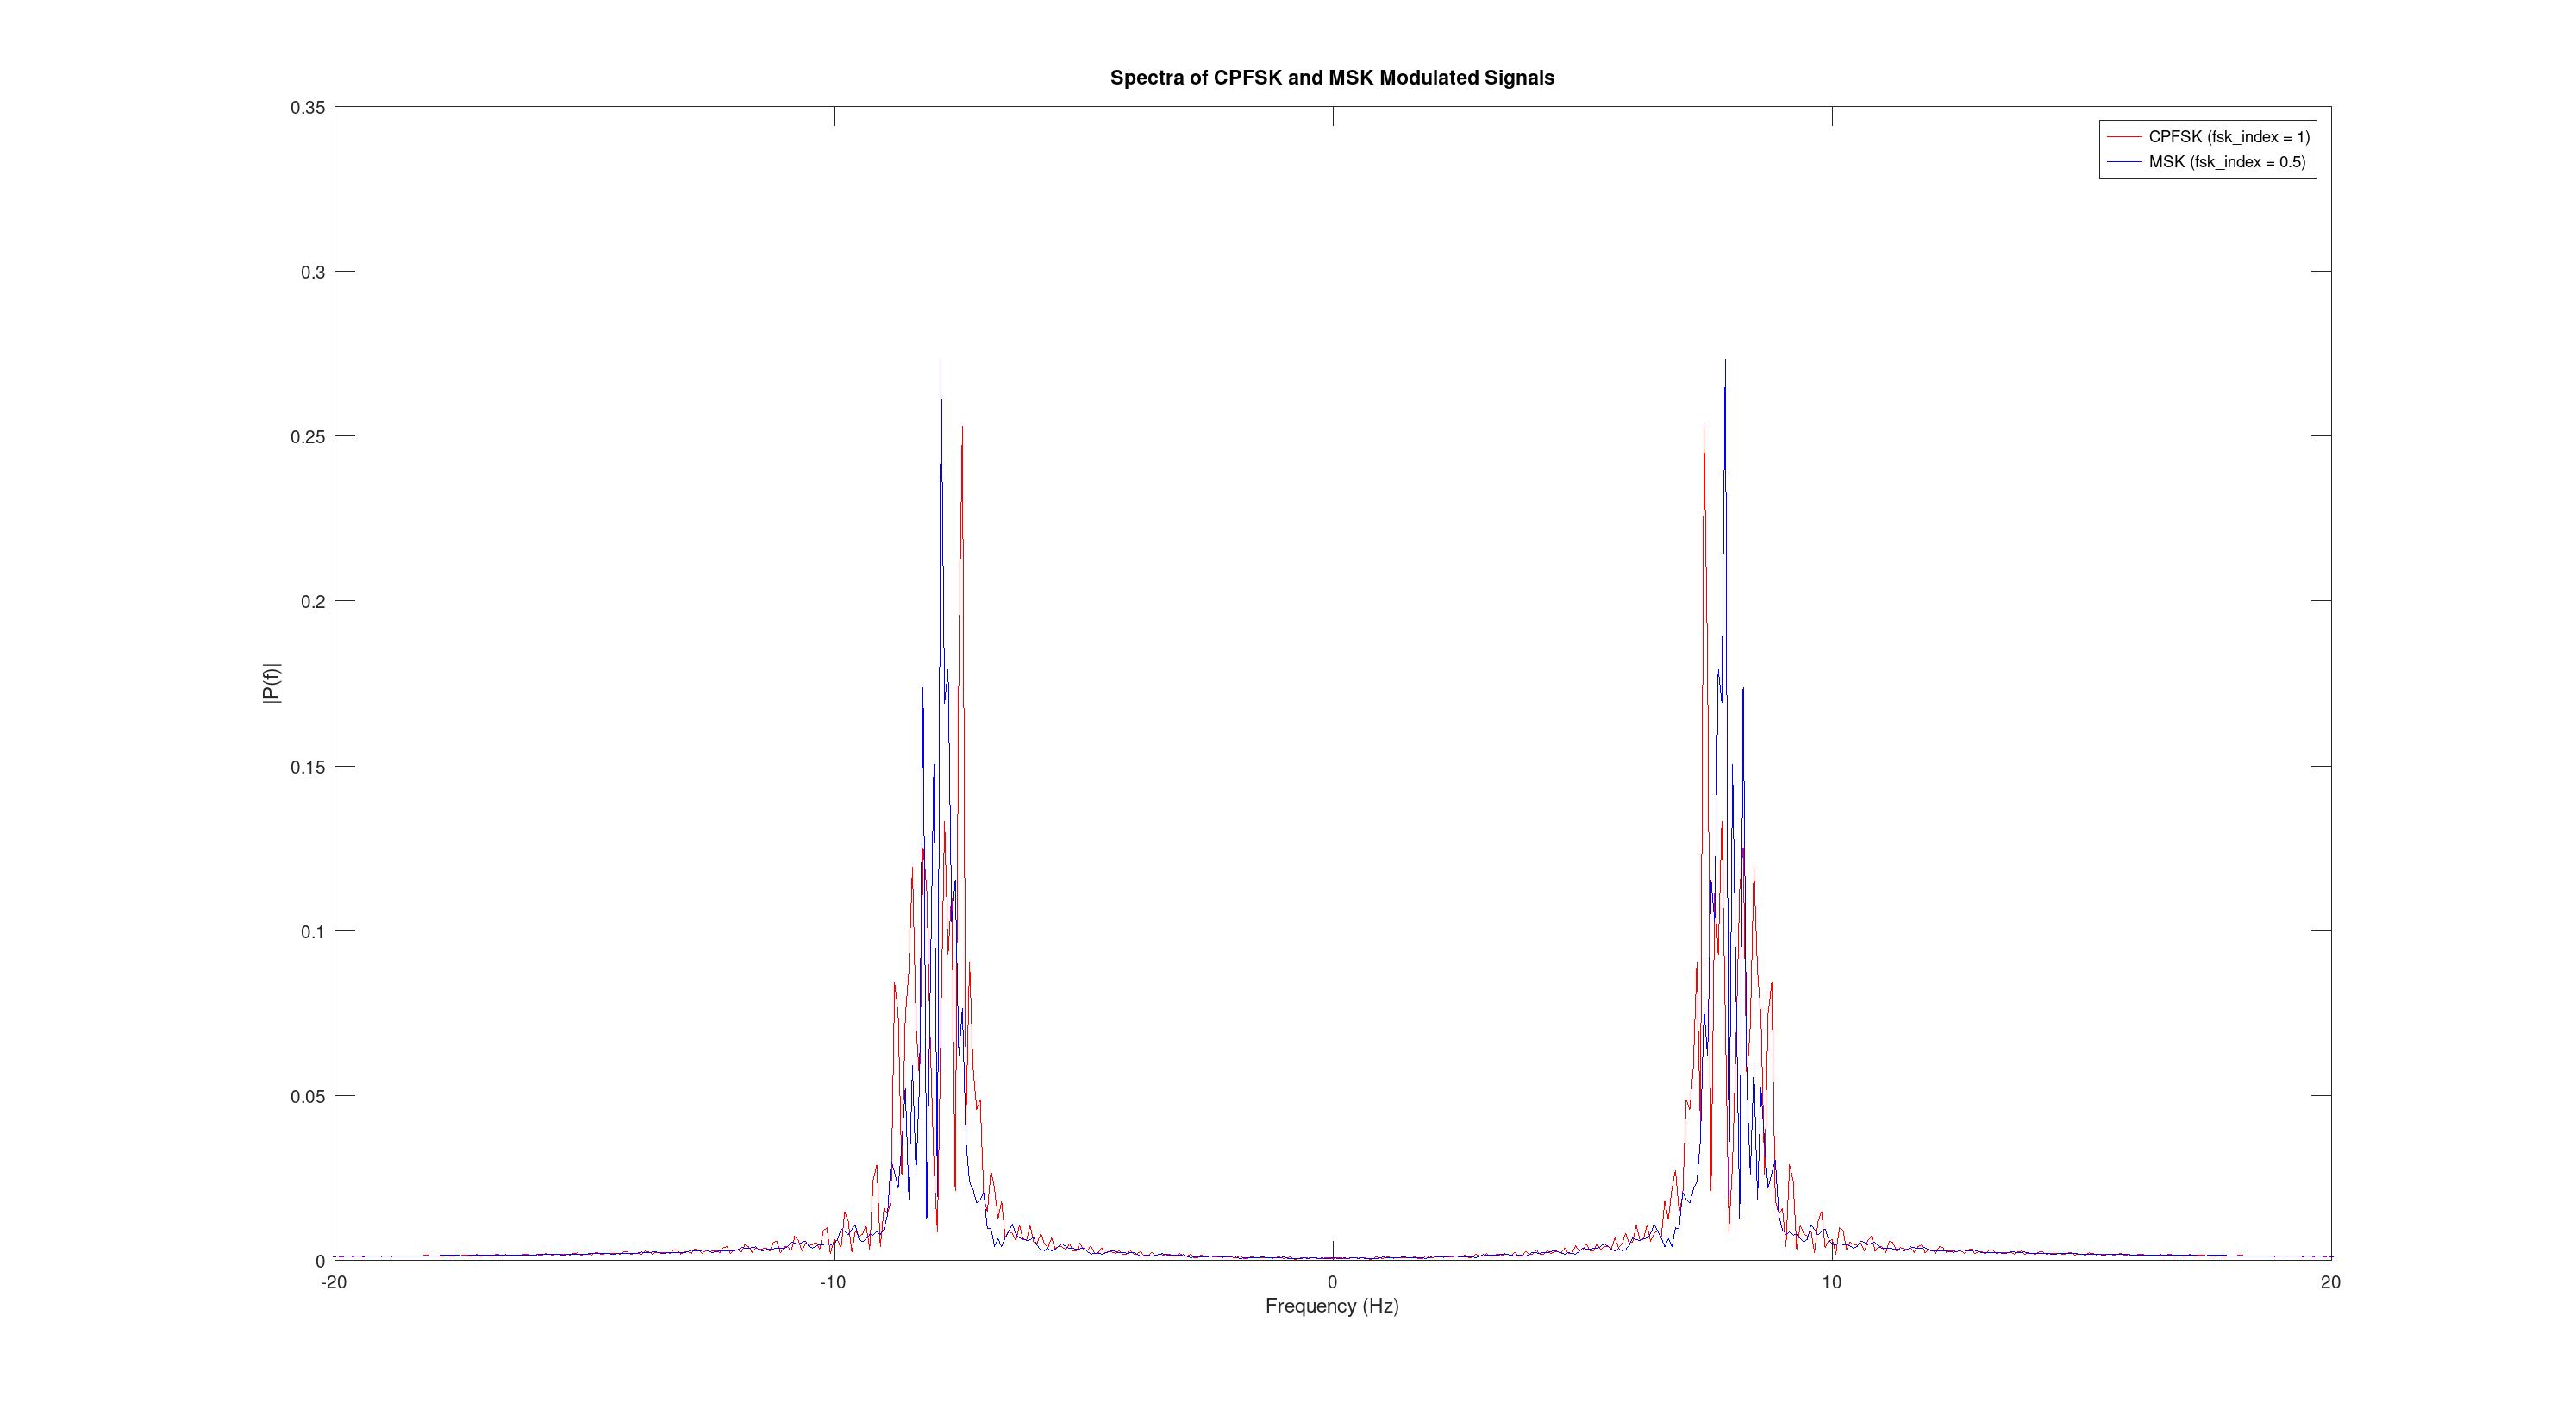 Spectra of CPFSK and MSK Modulated Signals
0.35
CPFSK (fsk_index = 1)
MSK (fsk_index = 0.5)
0.3
0.25
0.2
|P(f)|
0.15
0.1
0.05
0
-20 -10 0 10 20
Frequency (Hz)